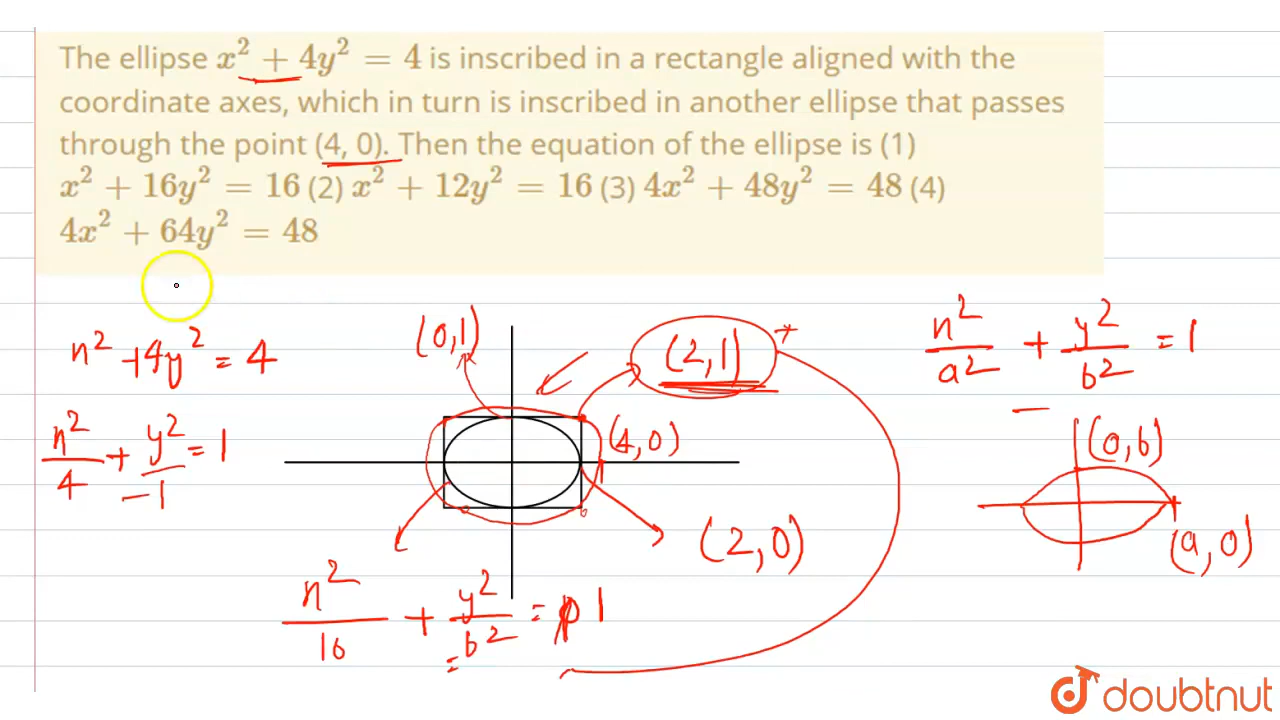 The ellipse x² + 4y² = 4 is inscribed in a rectangle aligned with the
coordinate axes, which in turn is inscribed in another ellipse that passes
through the point (4, 0). Then the equation of the ellipse is (1)
x² + 16y² = 16 (2) x² + 12y² = 16 (3) 4x² + 48y² = 48 (4)
4x² + 64y² = 48
x² + 4y² = 4
x²/4 + y²/1 = 1
(0,1)
(2,1)
(4,0)
(2,0)
x²/16 + y²/b² = 1
x²/a² + y²/b² = 1
(0,b)
(a,0)
doubtnut